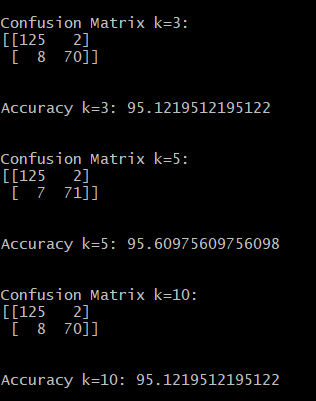 Confusion Matrix k=3:
[[125   2]
 [  8  70]]
Accuracy k=3: 95.1219512195122
Confusion Matrix k=5:
[[125   2]
 [  7  71]]
Accuracy k=5: 95.60975609756098
Confusion Matrix k=10:
[[125   2]
 [  8  70]]
Accuracy k=10: 95.1219512195122